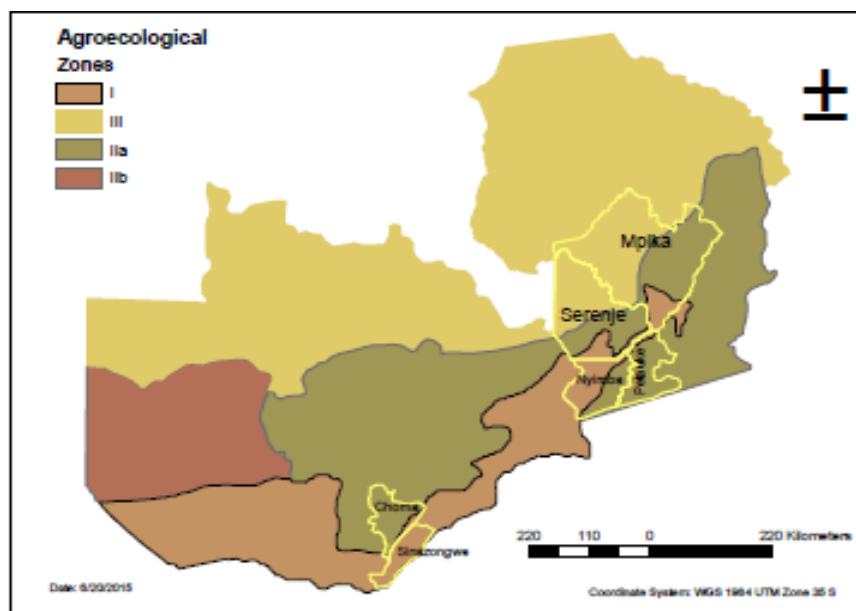 Agroecological
Zones
I
III
IIa
IIb
±
Mpika
Serenje
Nyimba
Petauke
Choma
Sinazongwe
220 110 0 220 Kilometers
Date: 6/20/2015
Coordinate System: WGS 1984 UTM Zone 35 S